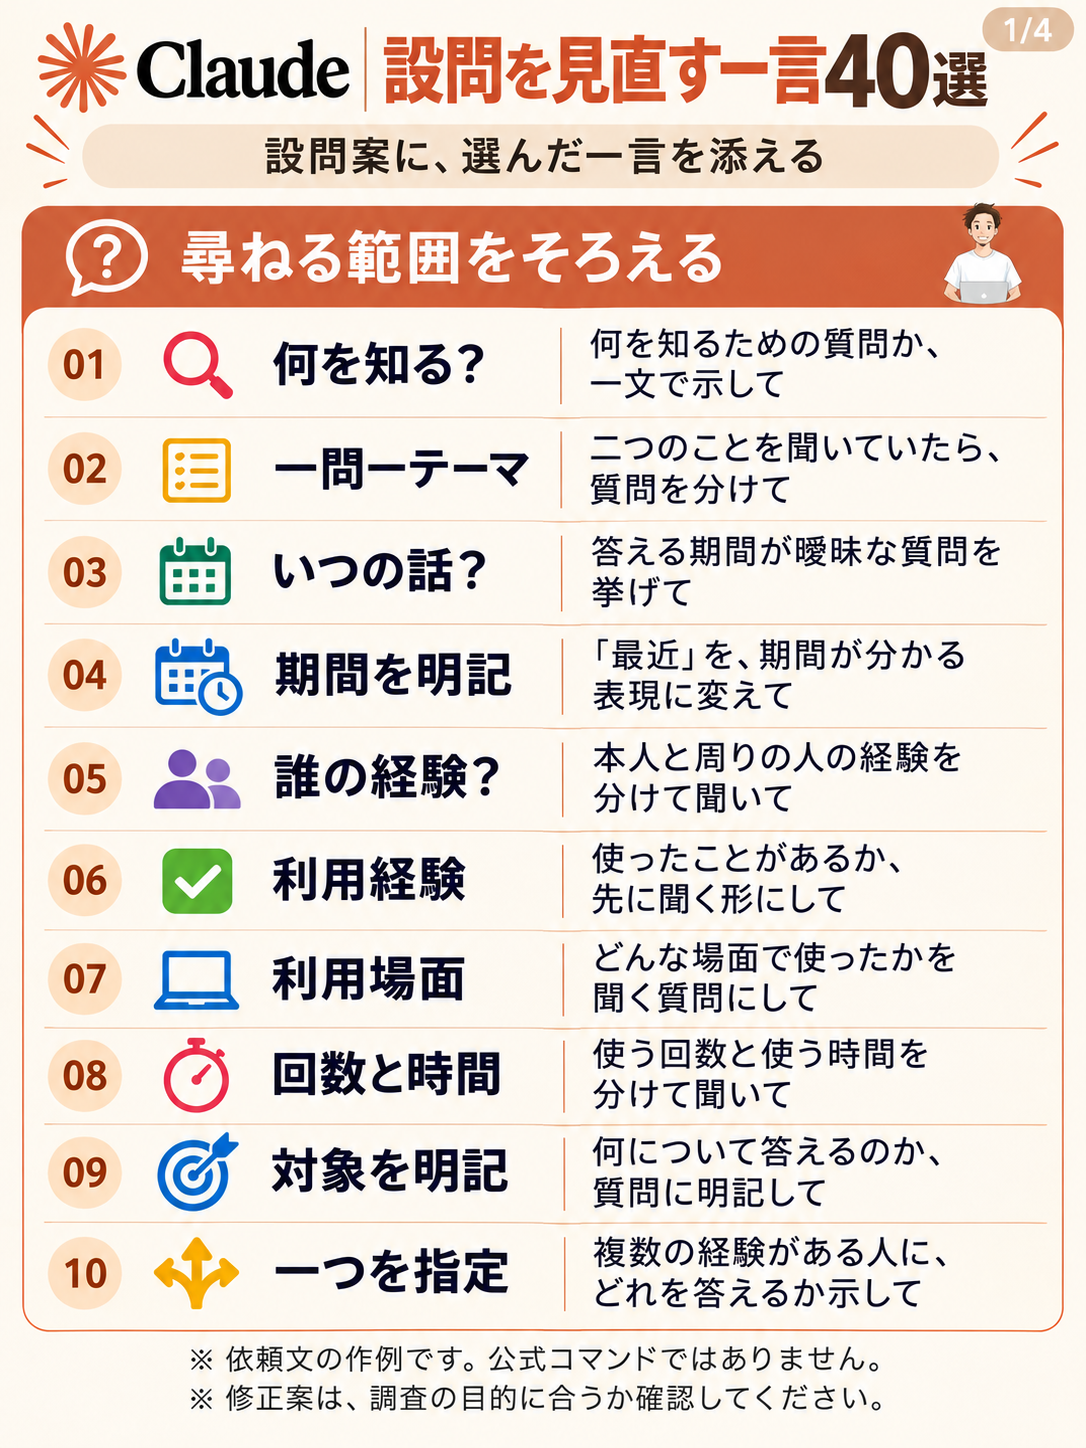 1/4
Claude 設問を見直す一言40選
設問案に、選んだ一言を添える
? 尋ねる範囲をそろえる
01 何を知る? 何を知るための質問か、
一文で示して
02 一問一テーマ 二つのことを聞いていたら、
質問を分けて
03 いつの話? 答える期間が曖昧な質問を
挙げて
04 期間を明記 「最近」を、期間が分かる
表現に変えて
05 誰の経験? 本人と周りの人の経験を
分けて聞いて
06 利用経験 使ったことがあるか、
先に聞く形にして
07 利用場面 どんな場面で使ったかを
聞く質問にして
08 回数と時間 使う回数と使う時間を
分けて聞いて
09 対象を明記 何について答えるのか、
質問に明記して
10 一つを指定 複数の経験がある人に、
どれを答えるか示して
※ 依頼文の作例です。公式コマンドではありません。
※ 修正案は、調査の目的に合うか確認してください。